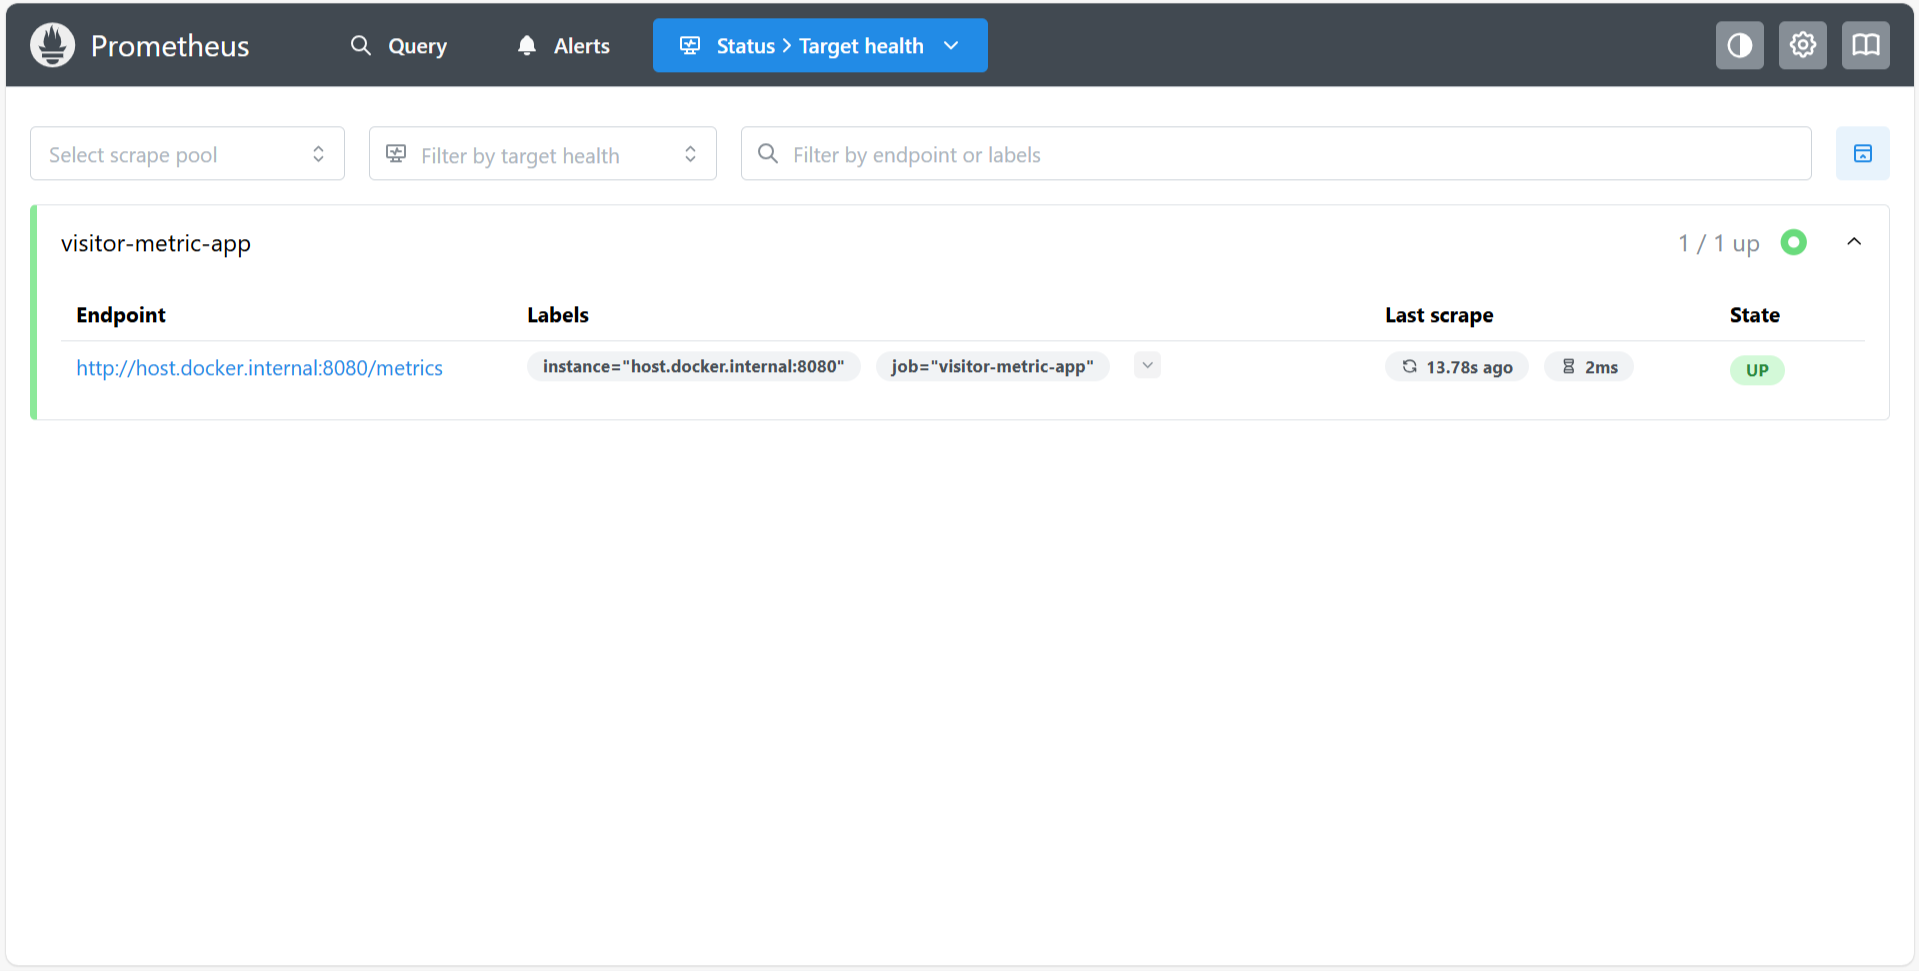 Prometheus Query Alerts Status > Target health
Select scrape pool Filter by target health Filter by endpoint or labels
visitor-metric-app 1 / 1 up
Endpoint Labels Last scrape State
http://host.docker.internal:8080/metrics instance="host.docker.internal:8080" job="visitor-metric-app" 13.78s ago 2ms UP